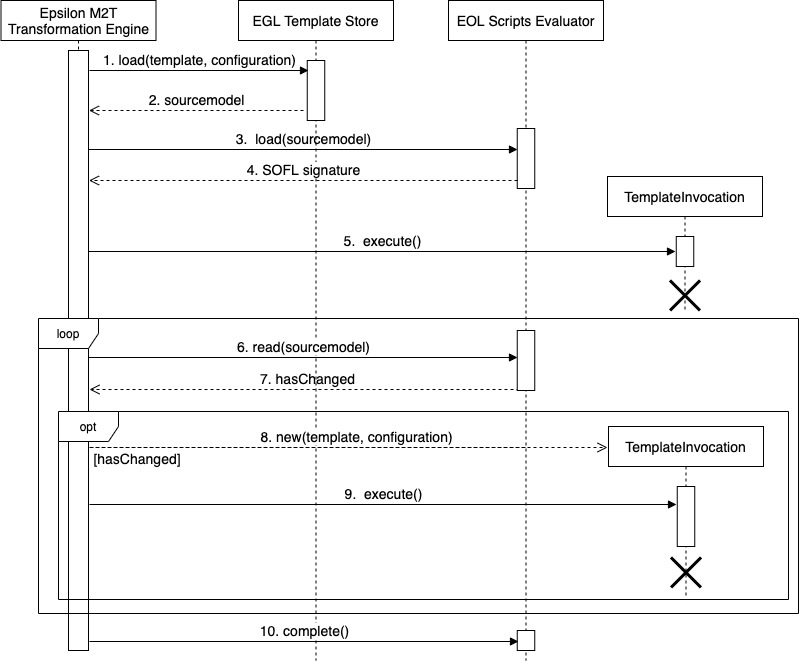 Epsilon M2T
Transformation Engine
EGL Template Store
EOL Scripts Evaluator
1. load(template, configuration)
2. sourcemodel
3.  load(sourcemodel)
4. SOFL signature
TemplateInvocation
5.  execute()
loop
6. read(sourcemodel)
7. hasChanged
opt
8. new(template, configuration)
[hasChanged]
TemplateInvocation
9.  execute()
10. complete()